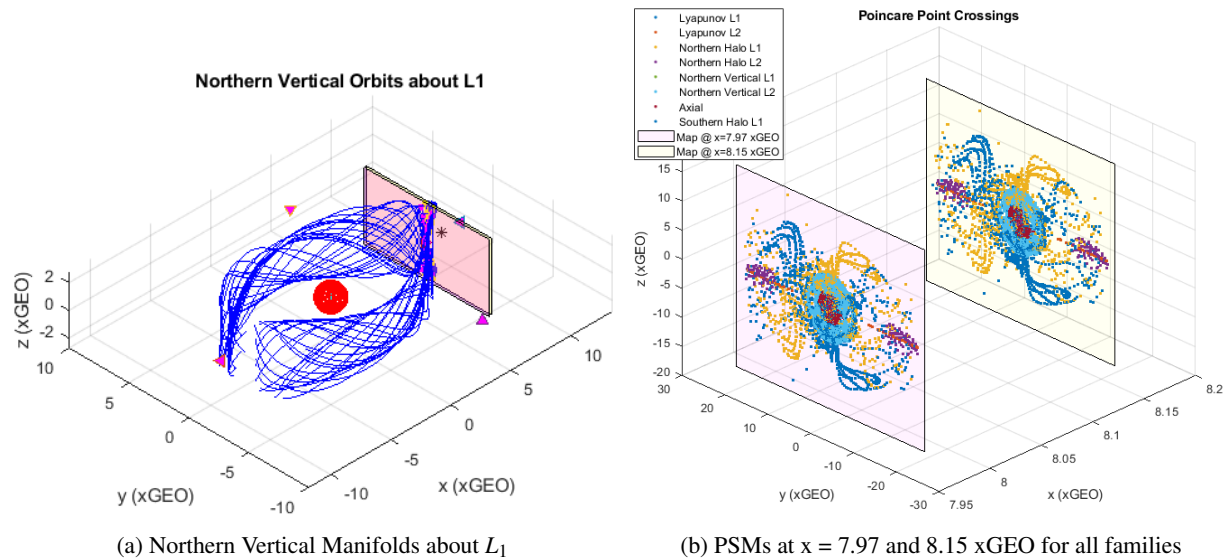 Northern Vertical Orbits about L1
z (xGEO)
2
0
-2
10
5
0
-5
-10
y (xGEO)
-10
-5
0
5
10
x (xGEO)
(a) Northern Vertical Manifolds about L₁
Poincare Point Crossings
Lyapunov L1
Lyapunov L2
Northern Halo L1
Northern Halo L2
Northern Vertical L1
Northern Vertical L2
Axial
Southern Halo L1
Map @ x=7.97 xGEO
Map @ x=8.15 xGEO
z (xGEO)
15
10
5
0
-5
-10
-15
-20
30
20
10
0
-10
-20
-30
y (xGEO)
7.95
8
8.05
8.1
8.15
8.2
x (xGEO)
(b) PSMs at x = 7.97 and 8.15 xGEO for all families